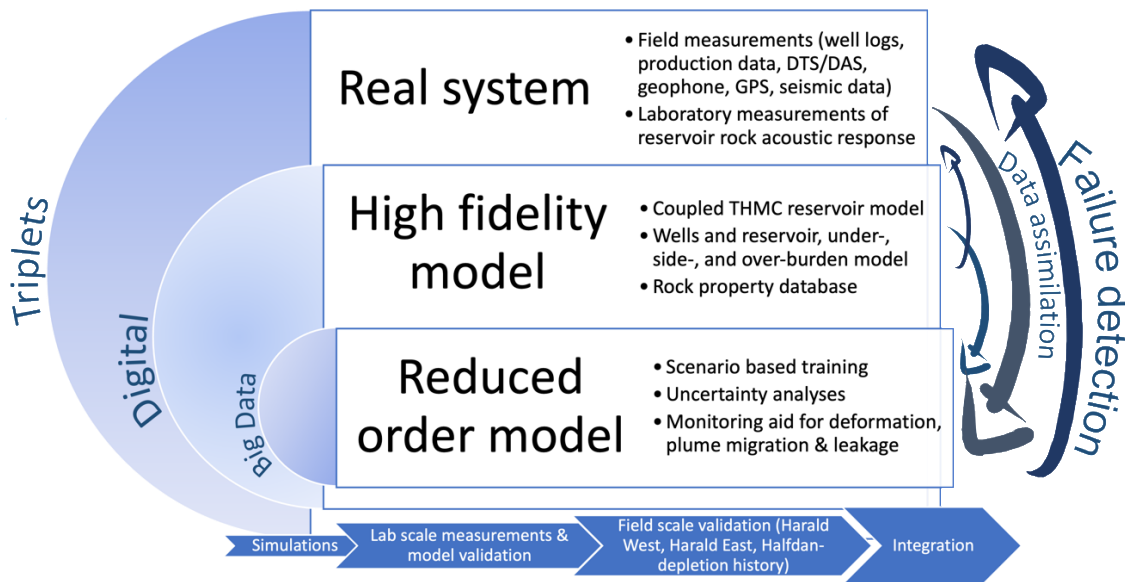 Triplets
Digital
Big Data
Real system
• Field measurements (well logs,
production data, DTS/DAS,
geophone, GPS, seismic data)
• Laboratory measurements of
reservoir rock acoustic response
High fidelity
model
• Coupled THMC reservoir model
• Wells and reservoir, under-,
side-, and over-burden model
• Rock property database
Reduced
order model
• Scenario based training
• Uncertainty analyses
• Monitoring aid for deformation,
plume migration & leakage
Data assimilation
Failure detection
Simulations
Lab scale measurements &
model validation
Field scale validation (Harald
West, Harald East, Halfdan-
depletion history)
Integration